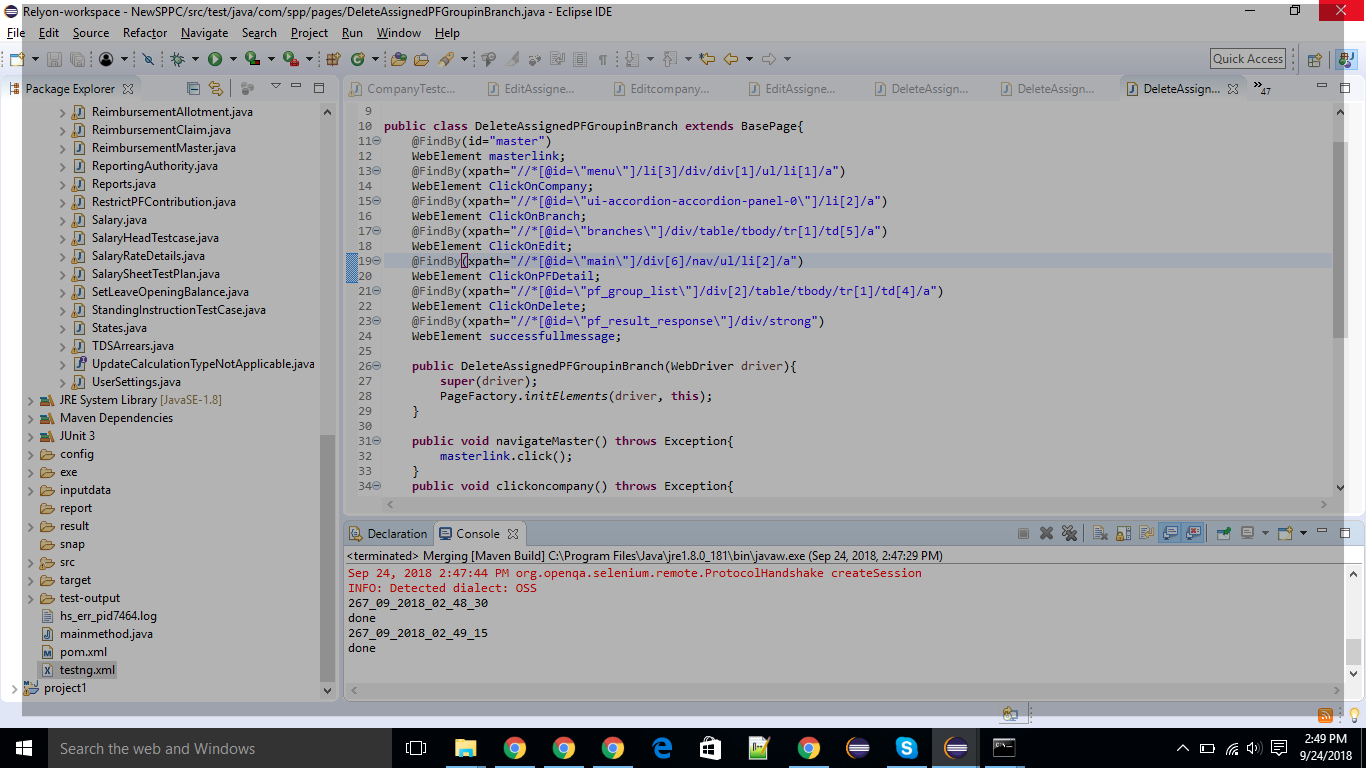 Relyon-workspace - NewSPPC/src/test/java/com/spp/pages/DeleteAssignedPFGroupinBranch.java - Eclipse IDE
File Edit Source Refactor Navigate Search Project Run Window Help
Quick Access
Package Explorer
CompanyTestc... EditAssigne... Editcompany... EditAssigne... DeleteAssign... DeleteAssign... DeleteAssign... »47
ReimbursementAllotment.java
ReimbursementClaim.java
ReimbursementMaster.java
ReportingAuthority.java
Reports.java
RestrictPFContribution.java
Salary.java
SalaryHeadTestcase.java
SalaryRateDetails.java
SalarySheetTestPlan.java
SetLeaveOpeningBalance.java
StandingInstructionTestCase.java
States.java
TDSArrears.java
UpdateCalculationTypeNotApplicable.java
UserSettings.java
JRE System Library [JavaSE-1.8]
Maven Dependencies
JUnit 3
config
exe
inputdata
report
result
snap
src
target
test-output
hs_err_pid7464.log
mainmethod.java
pom.xml
testng.xml
project1
9
10 public class DeleteAssignedPFGroupinBranch extends BasePage{
11 @FindBy(id="master")
12 WebElement masterlink;
13 @FindBy(xpath="//*[@id=\"menu\"]/li[3]/div/div[1]/ul/li[1]/a")
14 WebElement ClickOnCompany;
15 @FindBy(xpath="//*[@id=\"ui-accordion-accordion-panel-0\"]/li[2]/a")
16 WebElement ClickOnBranch;
17 @FindBy(xpath="//*[@id=\"branches\"]/div/table/tbody/tr[1]/td[5]/a")
18 WebElement ClickOnEdit;
19 @FindBy(xpath="//*[@id=\"main\"]/div[6]/nav/ul/li[2]/a")
20 WebElement ClickOnPFDetail;
21 @FindBy(xpath="//*[@id=\"pf_group_list\"]/div[2]/table/tbody/tr[1]/td[4]/a")
22 WebElement ClickOnDelete;
23 @FindBy(xpath="//*[@id=\"pf_result_response\"]/div/strong")
24 WebElement successfullmessage;
25
26 public DeleteAssignedPFGroupinBranch(WebDriver driver){
27 super(driver);
28 PageFactory.initElements(driver, this);
29 }
30
31 public void navigateMaster() throws Exception{
32 masterlink.click();
33 }
34 public void clickoncompany() throws Exception{
Declaration Console
<terminated> Merging [Maven Build] C:\Program Files\Java\jre1.8.0_181\bin\javaw.exe (Sep 24, 2018, 2:47:29 PM)
Sep 24, 2018 2:47:44 PM org.openqa.selenium.remote.ProtocolHandshake createSession
INFO: Detected dialect: OSS
267_09_2018_02_48_30
done
267_09_2018_02_49_15
done
Search the web and Windows
2:49 PM
9/24/2018